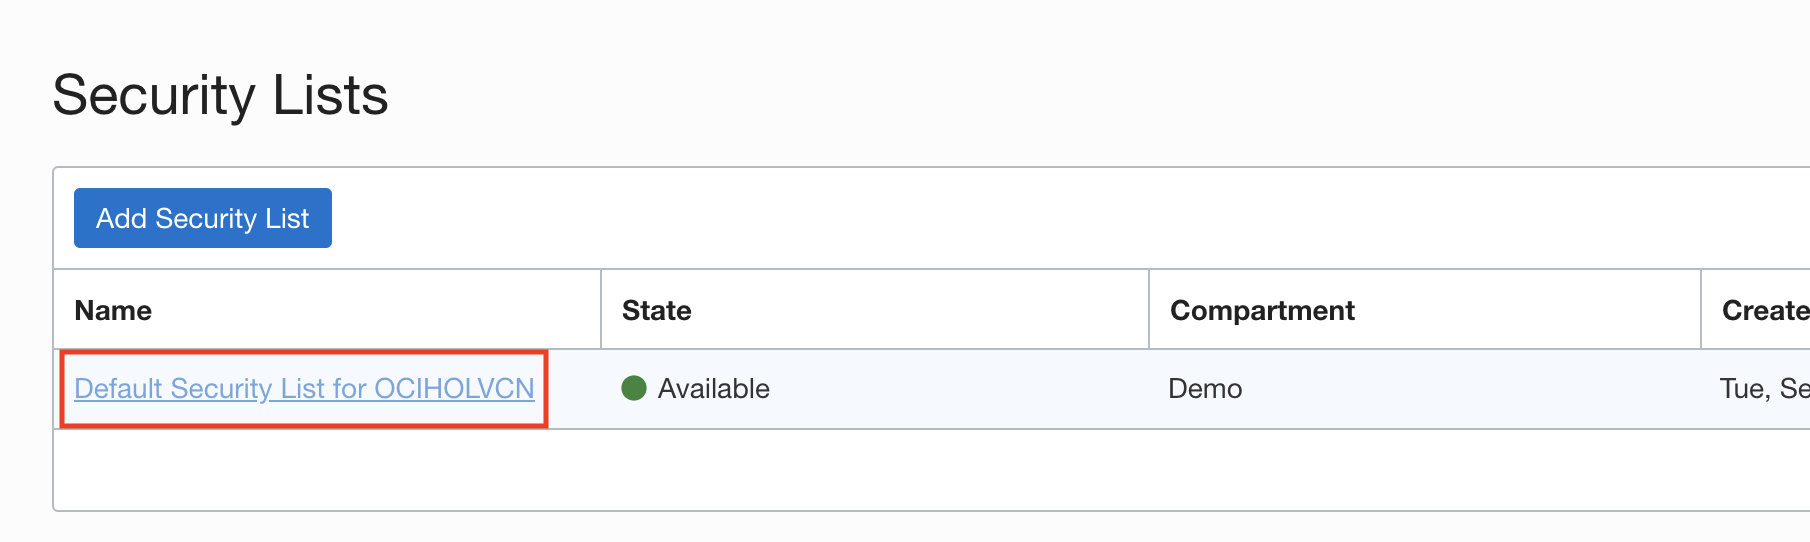 Security Lists
Add Security List
Name State Compartment Create
Default Security List for OCIHOLVCN Available Demo Tue, Se